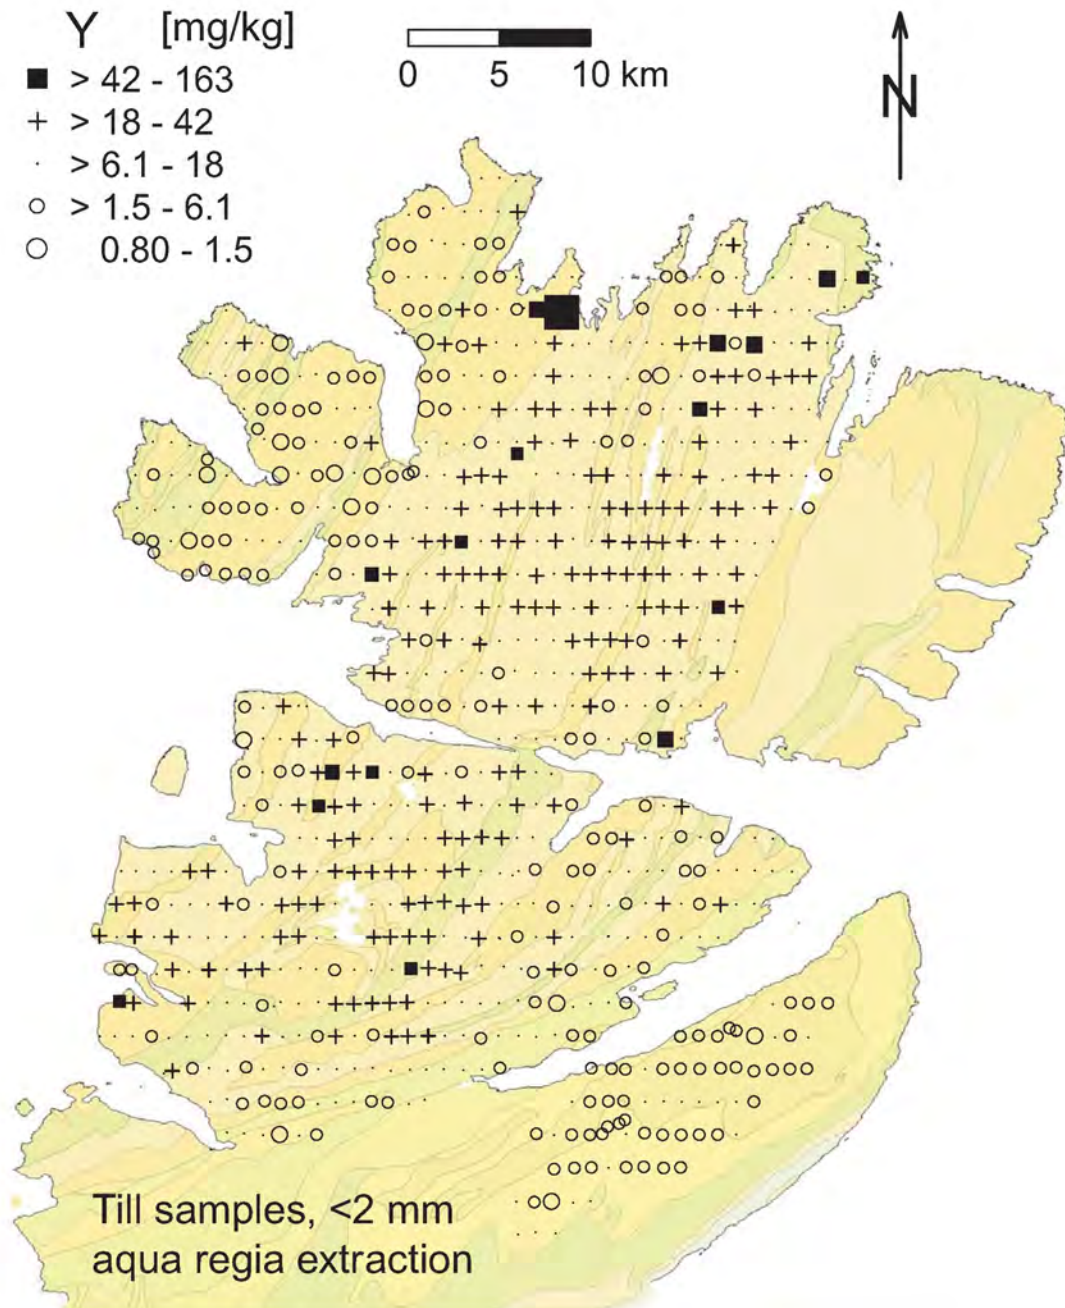 Y [mg/kg]
> 42 - 163
> 18 - 42
> 6.1 - 18
> 1.5 - 6.1
0.80 - 1.5
0 5 10 km
N
Till samples, <2 mm
aqua regia extraction